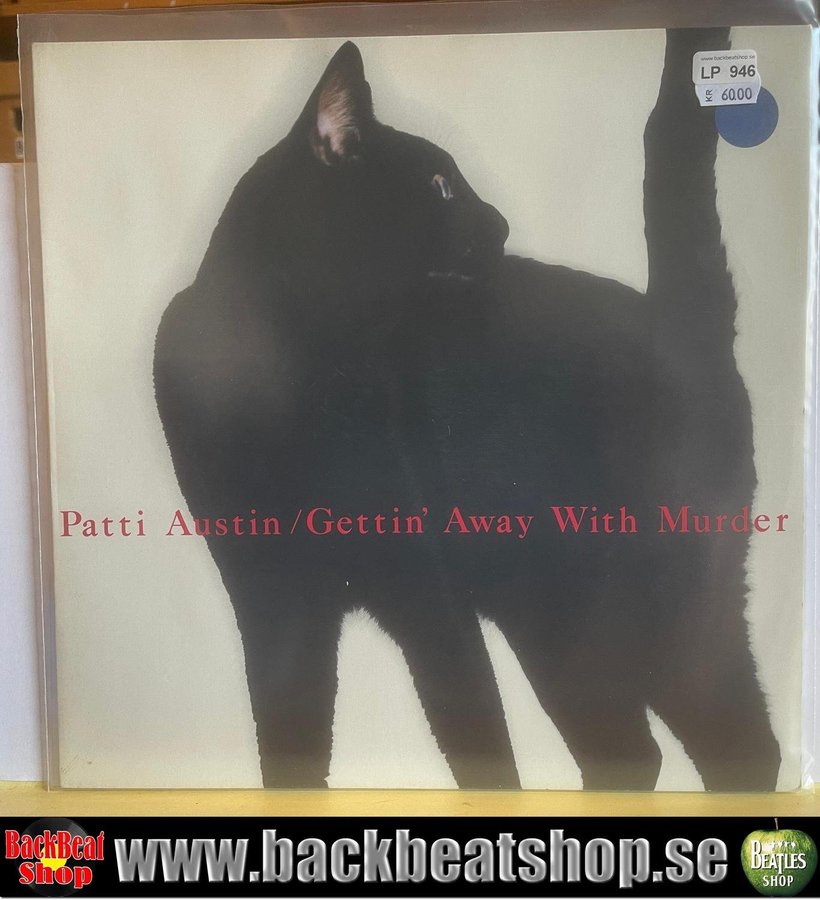 www.backbeatshop.se
LP 946
KR 60.00
Patti Austin/Gettin' Away With Murder
BackBeat
Shop
www.backbeatshop.se
BEATLES
SHOP